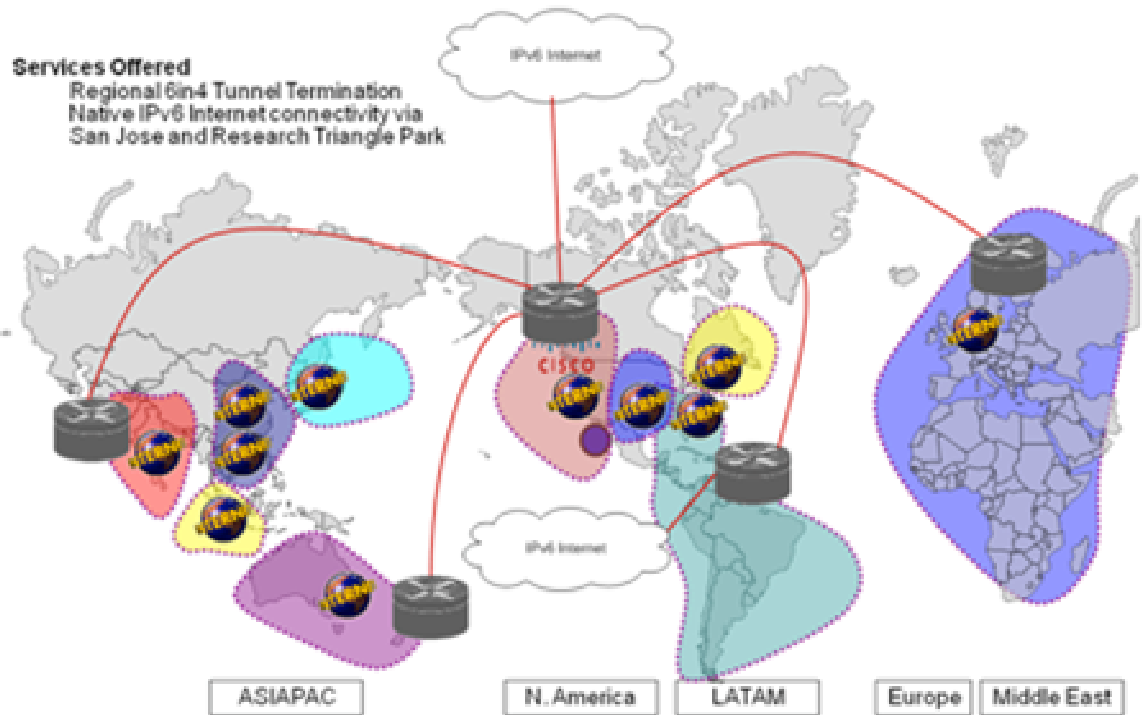 IPv6 Internet
Services Offered
Regional 6in4 Tunnel Termination
Native IPv6 Internet connectivity via
San Jose and Research Triangle Park
CISCO
IPv6 Internet
ASIAPAC
N. America
LATAM
Europe
Middle East